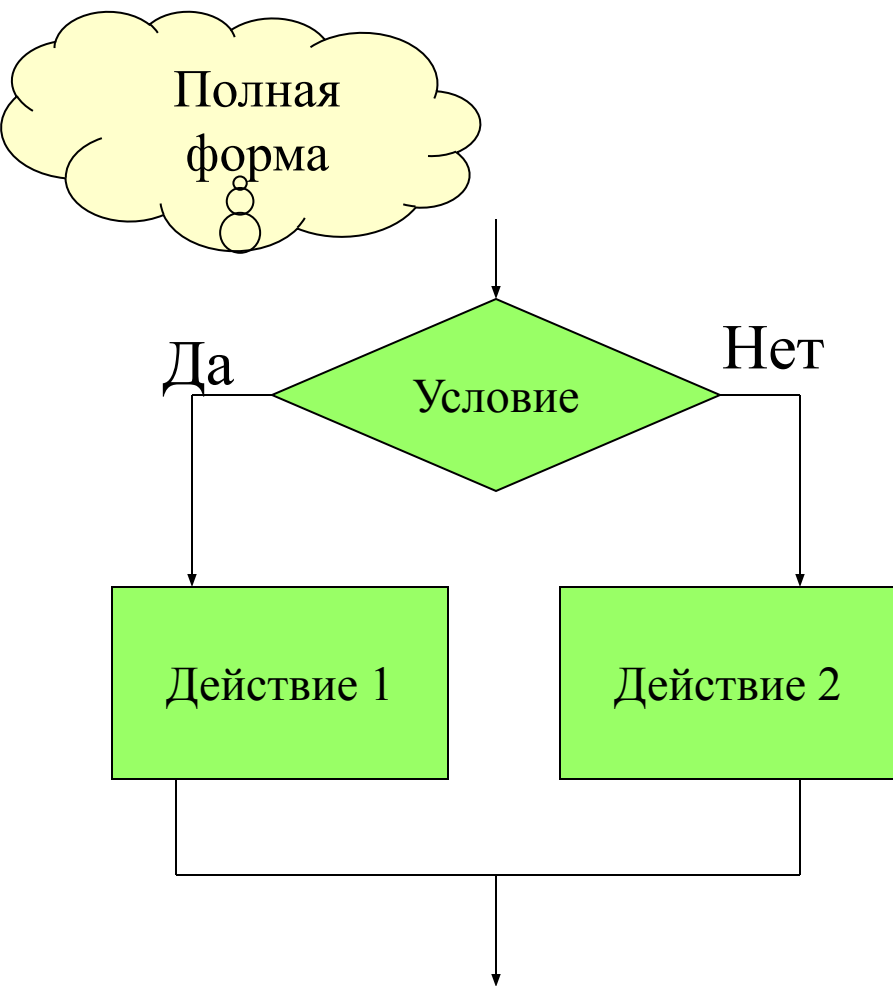 Полная
форма
Да
Нет
Условие
Действие 1
Действие 2